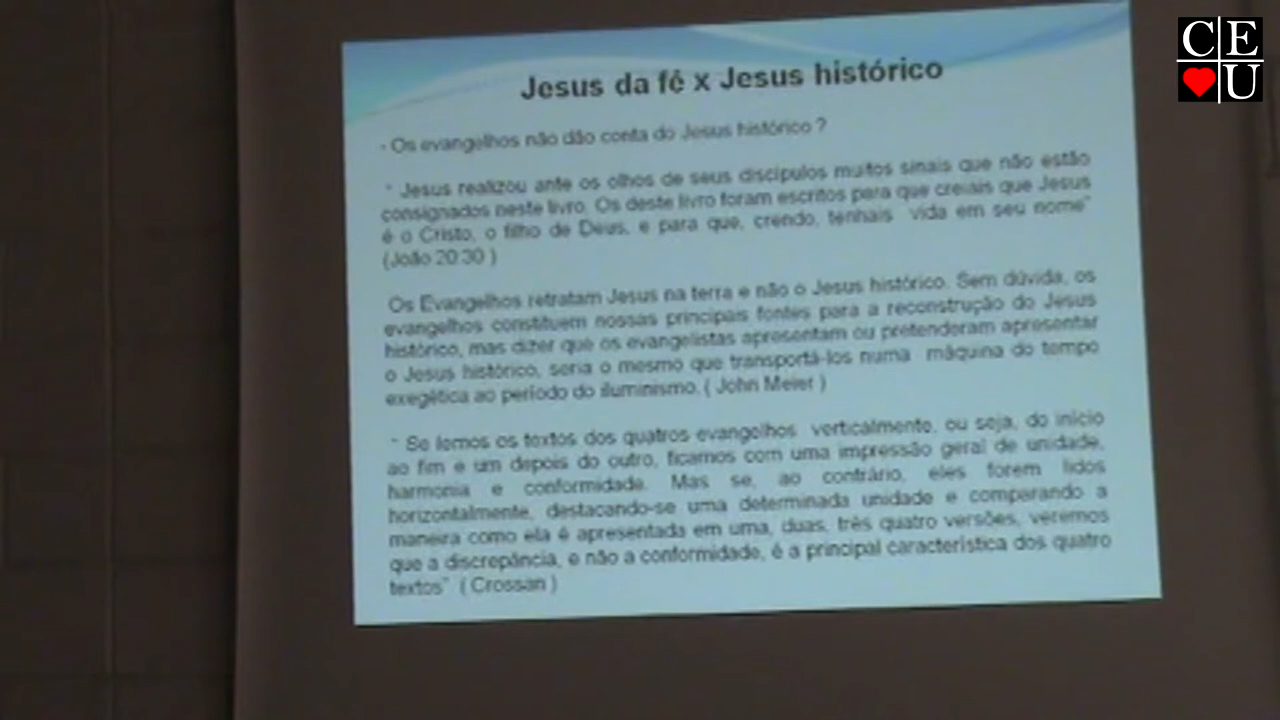 Jesus da fé x Jesus histórico
- Os evangelhos não dão conta do Jesus histórico ?
" Jesus realizou ante os olhos de seus discípulos muitos sinais que não estão
consignados neste livro. Os deste livro foram escritos para que creiais que Jesus
é o Cristo, o filho de Deus, e para que, crendo, tenhais vida em seu nome"
(João 20:30 )
Os Evangelhos retratam Jesus na terra e não o Jesus histórico. Sem dúvida, os
evangelhos constituem nossas principais fontes para a reconstrução do Jesus
histórico, mas dizer que os evangelistas apresentam ou pretenderam apresentar
o Jesus histórico, seria o mesmo que transportá-los numa máquina do tempo
exegética ao período do iluminismo. ( John Meier )
" Se lemos os textos dos quatros evangelhos verticalmente, ou seja, do início
ao fim e um depois do outro, ficamos com uma impressão geral de unidade,
harmonia e conformidade. Mas se, ao contrário, eles forem lidos
horizontalmente, destacando-se uma determinada unidade e comparando a
maneira como ela é apresentada em uma, duas, três quatro versões, veremos
que a discrepância, e não a conformidade, é a principal característica dos quatro
textos" ( Crossan )
CE
U